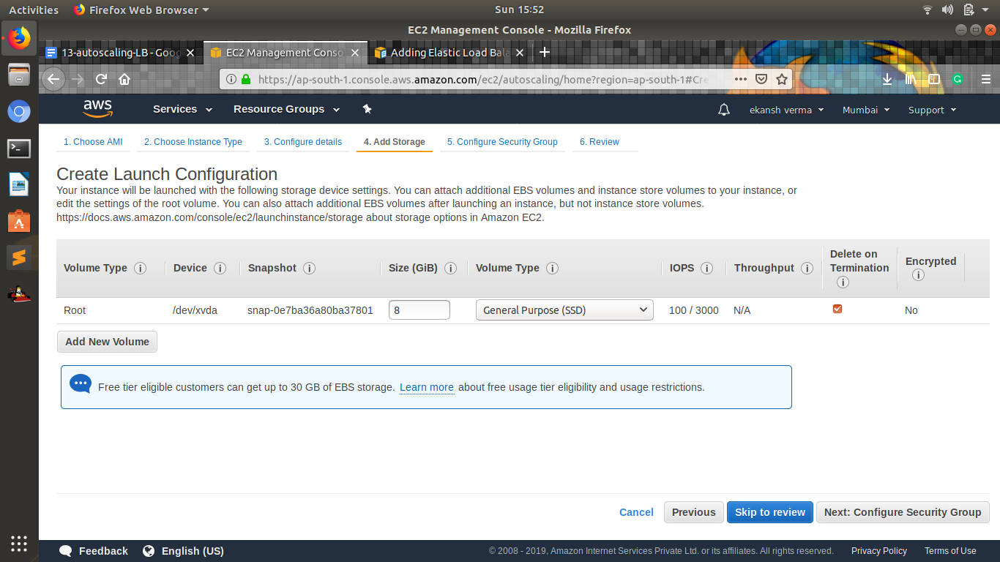 Activities Firefox Web Browser Sun 15:52
EC2 Management Console - Mozilla Firefox
13-autoscaling-LB - Goog EC2 Management Conso Adding Elastic Load Bala
https://ap-south-1.console.aws.amazon.com/ec2/autoscaling/home?region=ap-south-1#Cre
aws Services Resource Groups ekansh verma Mumbai Support
1. Choose AMI 2. Choose Instance Type 3. Configure details 4. Add Storage 5. Configure Security Group 6. Review
Create Launch Configuration
Your instance will be launched with the following storage device settings. You can attach additional EBS volumes and instance store volumes to your instance, or
edit the settings of the root volume. You can also attach additional EBS volumes after launching an instance, but not instance store volumes.
https://docs.aws.amazon.com/console/ec2/launchinstance/storage about storage options in Amazon EC2.
Volume Type Device Snapshot Size (GiB) Volume Type IOPS Throughput Delete on Termination Encrypted
Root /dev/xvda snap-0e7ba36a80ba37801 8 General Purpose (SSD) 100 / 3000 N/A No
Add New Volume
Free tier eligible customers can get up to 30 GB of EBS storage. Learn more about free usage tier eligibility and usage restrictions.
Cancel Previous Skip to review Next: Configure Security Group
Feedback English (US) © 2008 - 2019, Amazon Internet Services Private Ltd. or its affiliates. All rights reserved. Privacy Policy Terms of Use